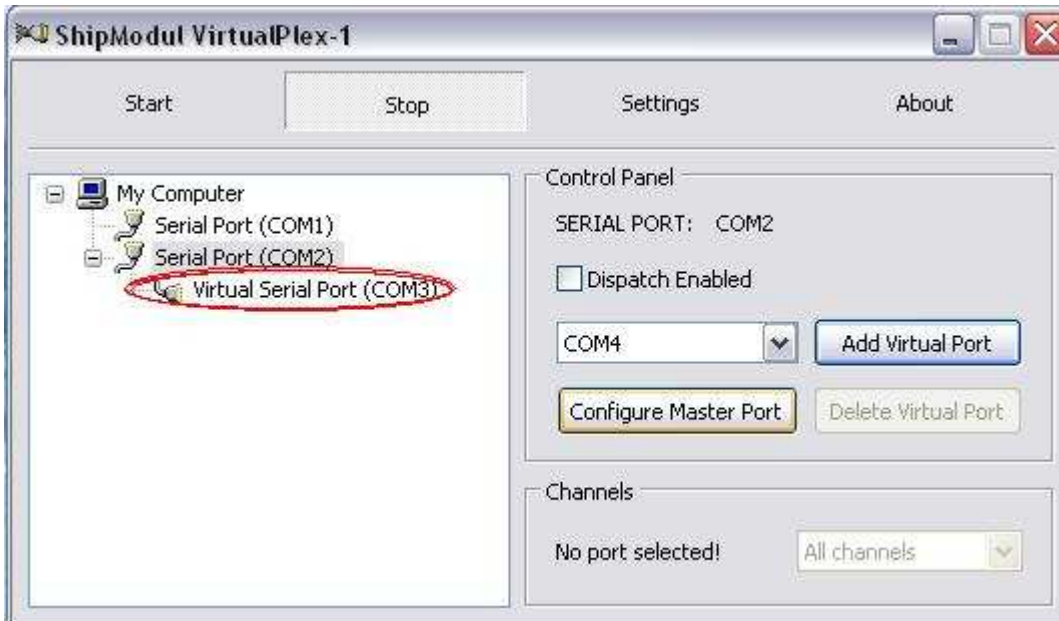 ShipModul VirtualPlex-1
Start Stop Settings About
My Computer
Serial Port (COM1)
Serial Port (COM2)
Virtual Serial Port (COM3)
Control Panel
SERIAL PORT: COM2
Dispatch Enabled
COM4 Add Virtual Port
Configure Master Port Delete Virtual Port
Channels
No port selected! All channels